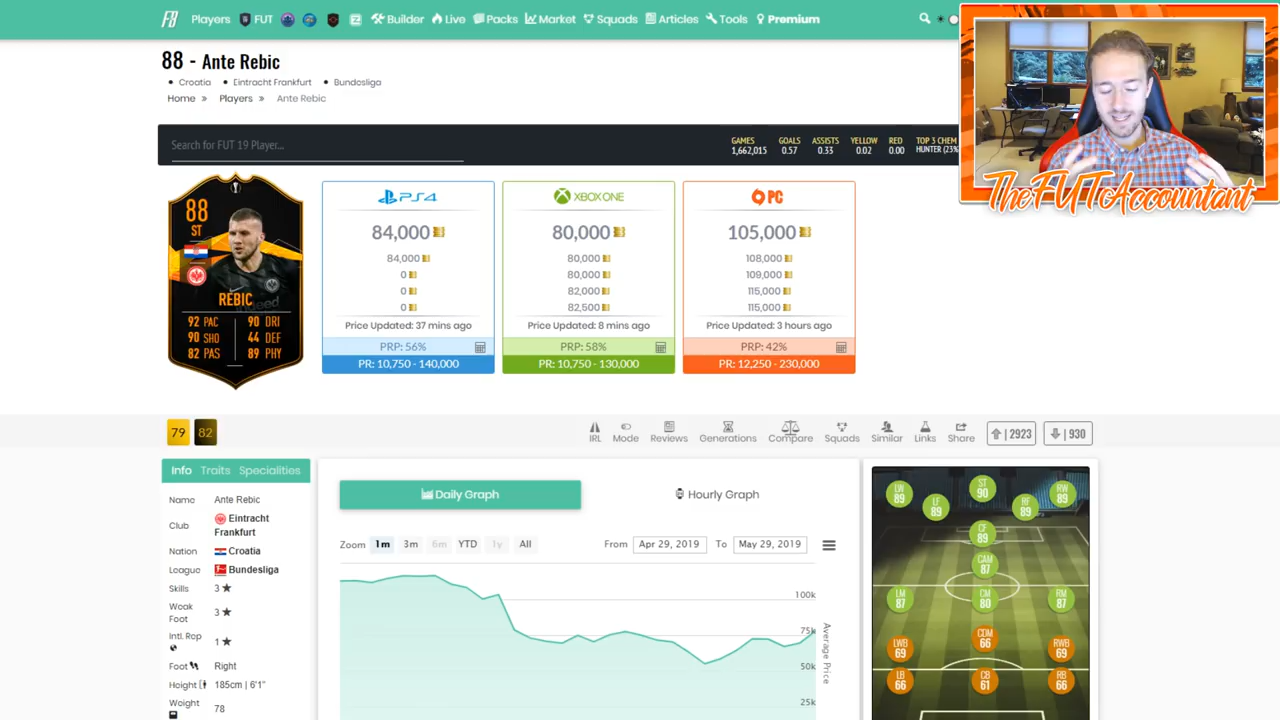 F8 Players FUT Builder Live Packs Market Squads Articles Tools Premium
88 - Ante Rebic
Croatia Eintracht Frankfurt Bundesliga
Home » Players » Ante Rebic
Search for FUT 19 Player...
GAMES GOALS ASSISTS YELLOW RED TOP 3 CHEM
1,662,015 0.57 0.33 0.02 0.00 HUNTER (23%
TheFUTAccountant
88
ST
REBIC
92 PAC 90 DRI
90 SHO 44 DEF
82 PAS 89 PHY
PS4
84,000
84,000
0
0
0
Price Updated: 37 mins ago
PRP: 56%
PR: 10,750 - 140,000
XBOX ONE
80,000
80,000
80,000
82,000
82,500
Price Updated: 8 mins ago
PRP: 58%
PR: 10,750 - 130,000
PC
105,000
108,000
109,000
115,000
115,000
Price Updated: 3 hours ago
PRP: 42%
PR: 12,250 - 230,000
79 82
IRL Mode Reviews Generations Compare Squads Similar Links Share | 2923 | 930
Info Traits Specialities
Name Ante Rebic
Club Eintracht Frankfurt
Nation Croatia
League Bundesliga
Skills 3
Weak Foot 3
Intl. Rep 1
Foot Right
Height 185cm | 6'1"
Weight 78
Daily Graph Hourly Graph
Zoom 1m 3m 6m YTD 1y All From Apr 29, 2019 To May 29, 2019
100k
75k
50k
25k
Average Price
LW 89
LF 89
ST 90
RF 89
RW 89
CF 89
CAM 87
LM 87
CM 80
RM 87
LWB 69
CDM 66
RWB 69
LB 66
CB 61
RB 66